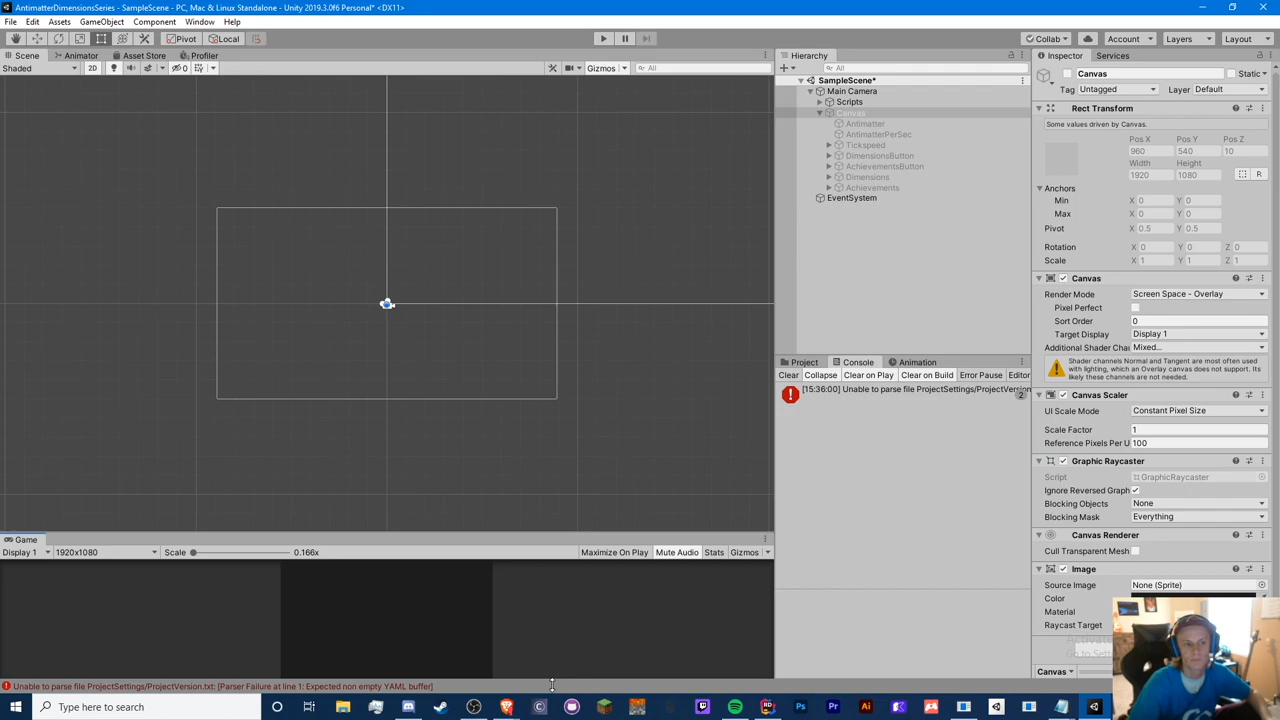 AntimatterDimensionsSeries - SampleScene - PC, Mac & Linux Standalone - Unity 2019.3.0f6 Personal* <DX11>
File Edit Assets GameObject Component Window Help
Pivot Local Collab Account Layers Layout
Scene Animator Asset Store Profiler
Shaded 2D 0 Gizmos All
Hierarchy
All
SampleScene*
Main Camera
Scripts
Canvas
Antimatter
AntimatterPerSec
Tickspeed
DimensionsButton
AchievementsButton
Dimensions
Achievements
EventSystem
Project Console Animation
Clear Collapse Clear on Play Clear on Build Error Pause Editor
[15:36:00] Unable to parse file ProjectSettings/ProjectVersion
2
Inspector Services
Canvas Static
Tag Untagged Layer Default
Rect Transform
Some values driven by Canvas.
Pos X Pos Y Pos Z
960 540 10
Width Height
1920 1080 R
Anchors
Min X 0 Y 0
Max X 0 Y 0
Pivot X 0.5 Y 0.5
Rotation X 0 Y 0 Z 0
Scale X 1 Y 1 Z 1
Canvas
Render Mode Screen Space - Overlay
Pixel Perfect
Sort Order 0
Target Display Display 1
Additional Shader Chai Mixed...
Shader channels Normal and Tangent are most often used with lighting, which an Overlay canvas does not support. Its likely these channels are not needed.
Canvas Scaler
UI Scale Mode Constant Pixel Size
Scale Factor 1
Reference Pixels Per U 100
Graphic Raycaster
Script GraphicRaycaster
Ignore Reversed Graph
Blocking Objects None
Blocking Mask Everything
Canvas Renderer
Cull Transparent Mesh
Image
Source Image None (Sprite)
Color
Material
Raycast Target
Canvas
Game
Display 1 1920x1080 Scale 0.166x Maximize On Play Mute Audio Stats Gizmos
Unable to parse file ProjectSettings/ProjectVersion.txt: [Parser Failure at line 1: Expected non empty YAML buffer]
Type here to search